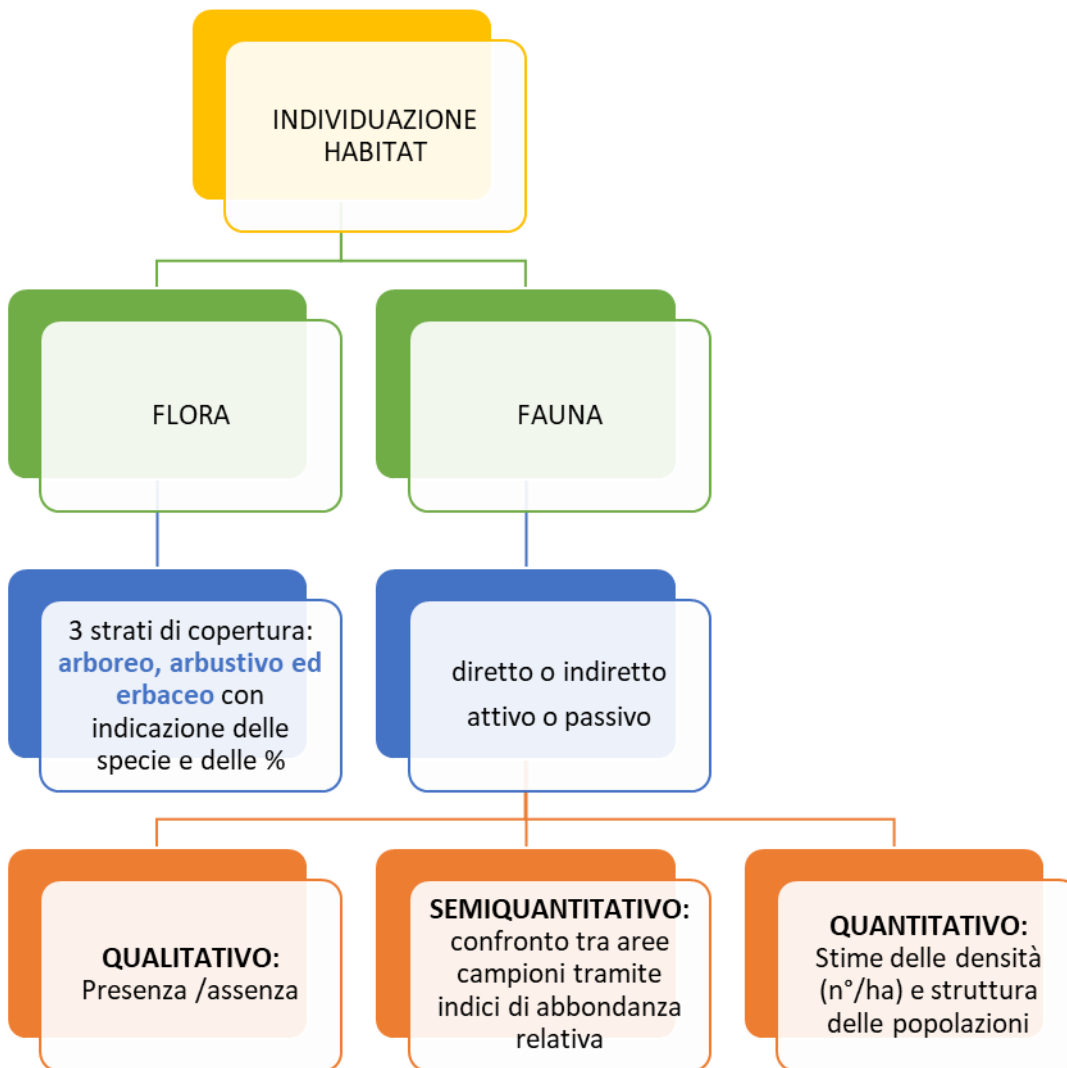 INDIVIDUAZIONE
HABITAT
FLORA
FAUNA
3 strati di copertura:
arboreo, arbustivo ed
erbaceo con
indicazione delle
specie e delle %
diretto o indiretto
attivo o passivo
QUALITATIVO:
Presenza /assenza
SEMIQUANTITATIVO:
confronto tra aree
campioni tramite
indici di abbondanza
relativa
QUANTITATIVO:
Stime delle densità
(n°/ha) e struttura
delle popolazioni